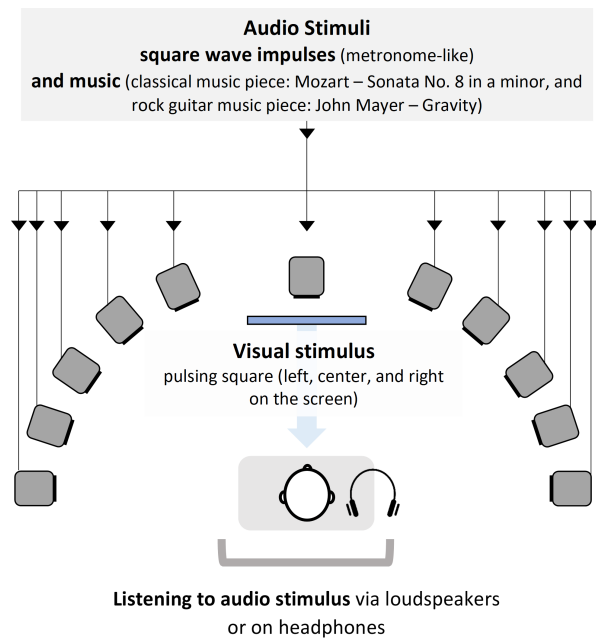 Audio Stimuli
square wave impulses (metronome-like)
and music (classical music piece: Mozart – Sonata No. 8 in a minor, and
rock guitar music piece: John Mayer – Gravity)
Visual stimulus
pulsing square (left, center, and right
on the screen)
Listening to audio stimulus via loudspeakers
or on headphones